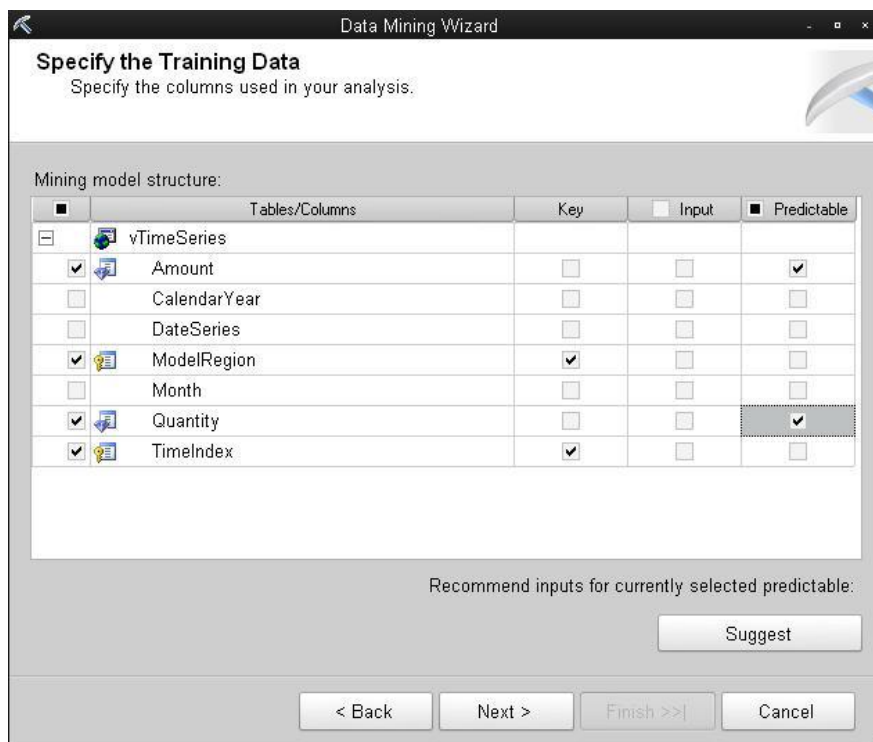 Data Mining Wizard
Specify the Training Data
Specify the columns used in your analysis.
Mining model structure:
Tables/Columns Key Input Predictable
vTimeSeries
Amount
CalendarYear
DateSeries
ModelRegion
Month
Quantity
TimeIndex
Recommend inputs for currently selected predictable:
Suggest
< Back Next > Finish >>| Cancel